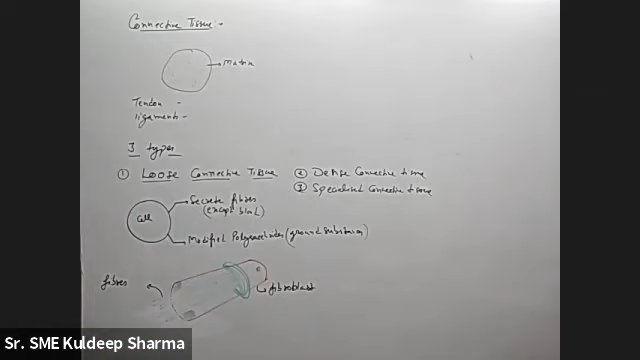 Connective Tissue:-
Matrix
Tendon -
ligaments -
3 types
① Loose Connective Tissue
② Dense Connective tissue
③ Specialised Connective tissue
Cell
Secrete fibres
(except blood)
Modified Polysaccharides (ground substances)
fibres
fibroblast
Sr. SME Kuldeep Sharma